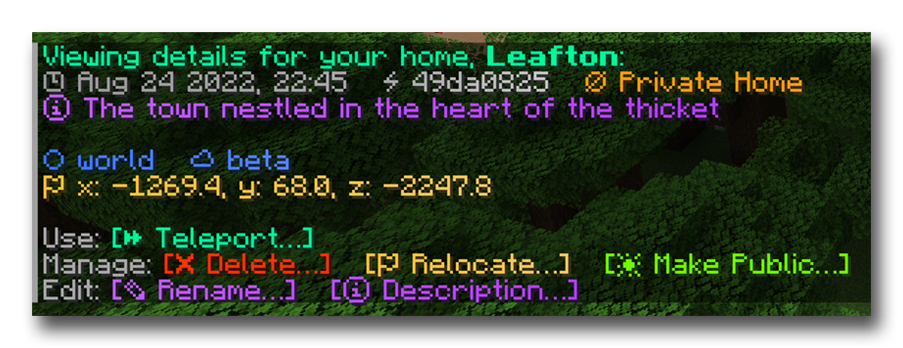 Viewing details for your home, Leafton:
Aug 24 2022, 22:45 ⚡ 49da0825 Private Home
The town nestled in the heart of the thicket
world beta
x: -1269.4, y: 68.0, z: -2247.8
Use: [⏩ Teleport…]
Manage: [❌ Delete…] [Relocate…] [Make Public…]
Edit: [✎ Rename…] [ⓘ Description…]